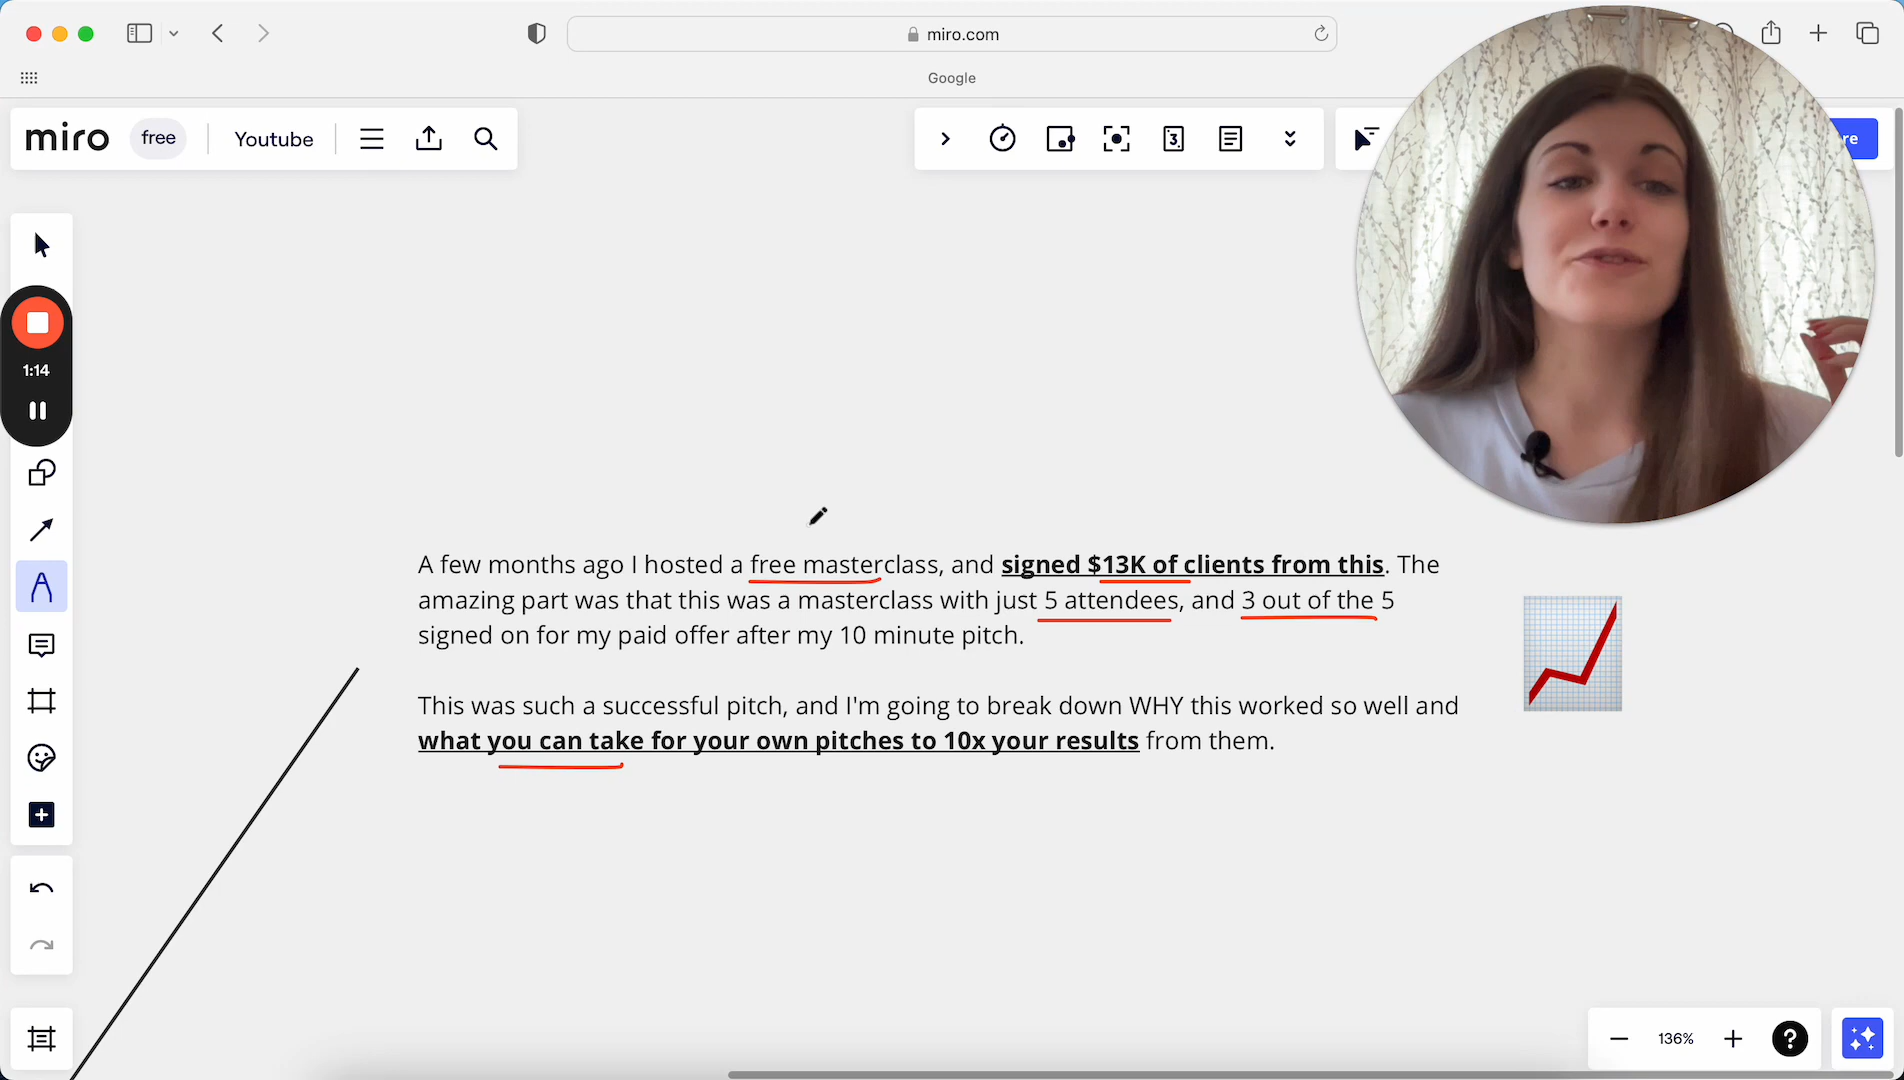 miro.com
Google
miro free Youtube
3
re
1:14
A few months ago I hosted a free masterclass, and signed $13K of clients from this. The
amazing part was that this was a masterclass with just 5 attendees, and 3 out of the 5
signed on for my paid offer after my 10 minute pitch.
This was such a successful pitch, and I'm going to break down WHY this worked so well and
what you can take for your own pitches to 10x your results from them.
136%
?